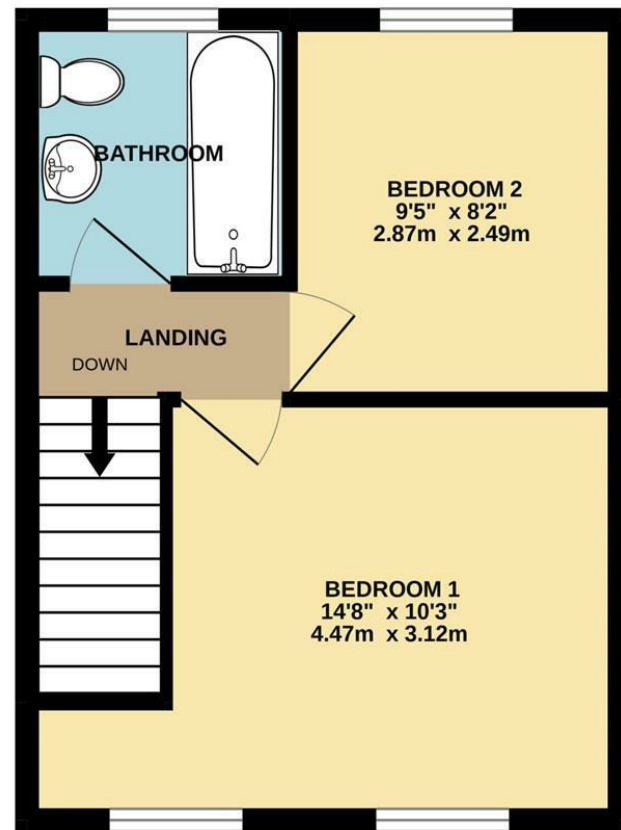 BATHROOM
BEDROOM 2
9'5" x 8'2"
2.87m x 2.49m
LANDING
DOWN
BEDROOM 1
14'8" x 10'3"
4.47m x 3.12m